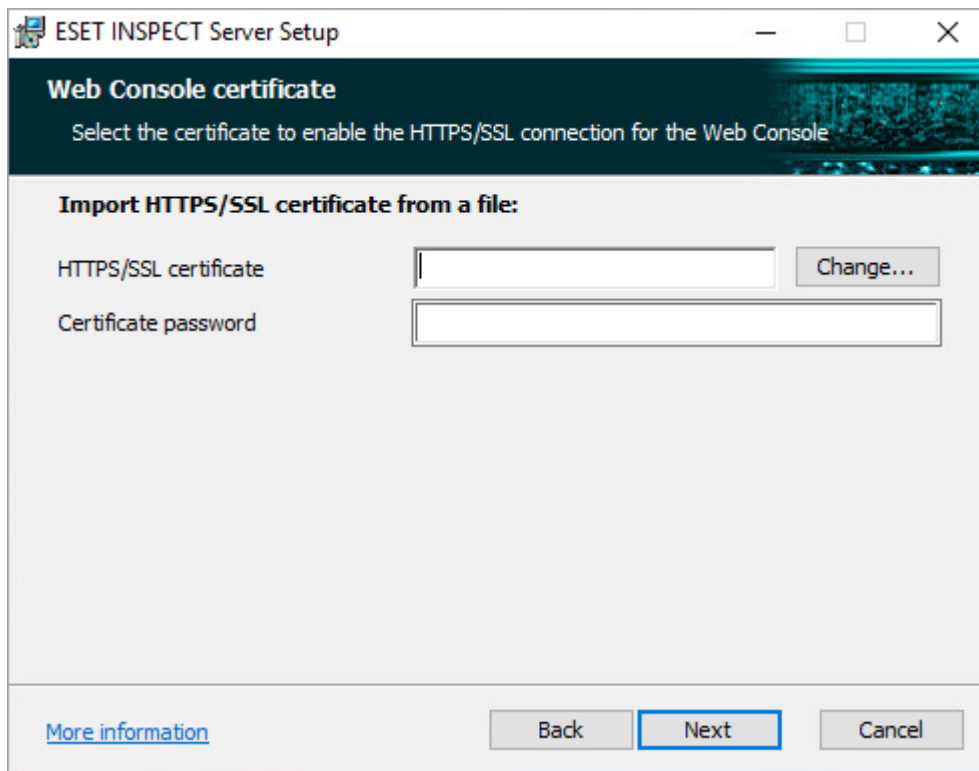 ESET INSPECT Server Setup
Web Console certificate
Select the certificate to enable the HTTPS/SSL connection for the Web Console
Import HTTPS/SSL certificate from a file:
HTTPS/SSL certificate
Change...
Certificate password
More information
Back
Next
Cancel